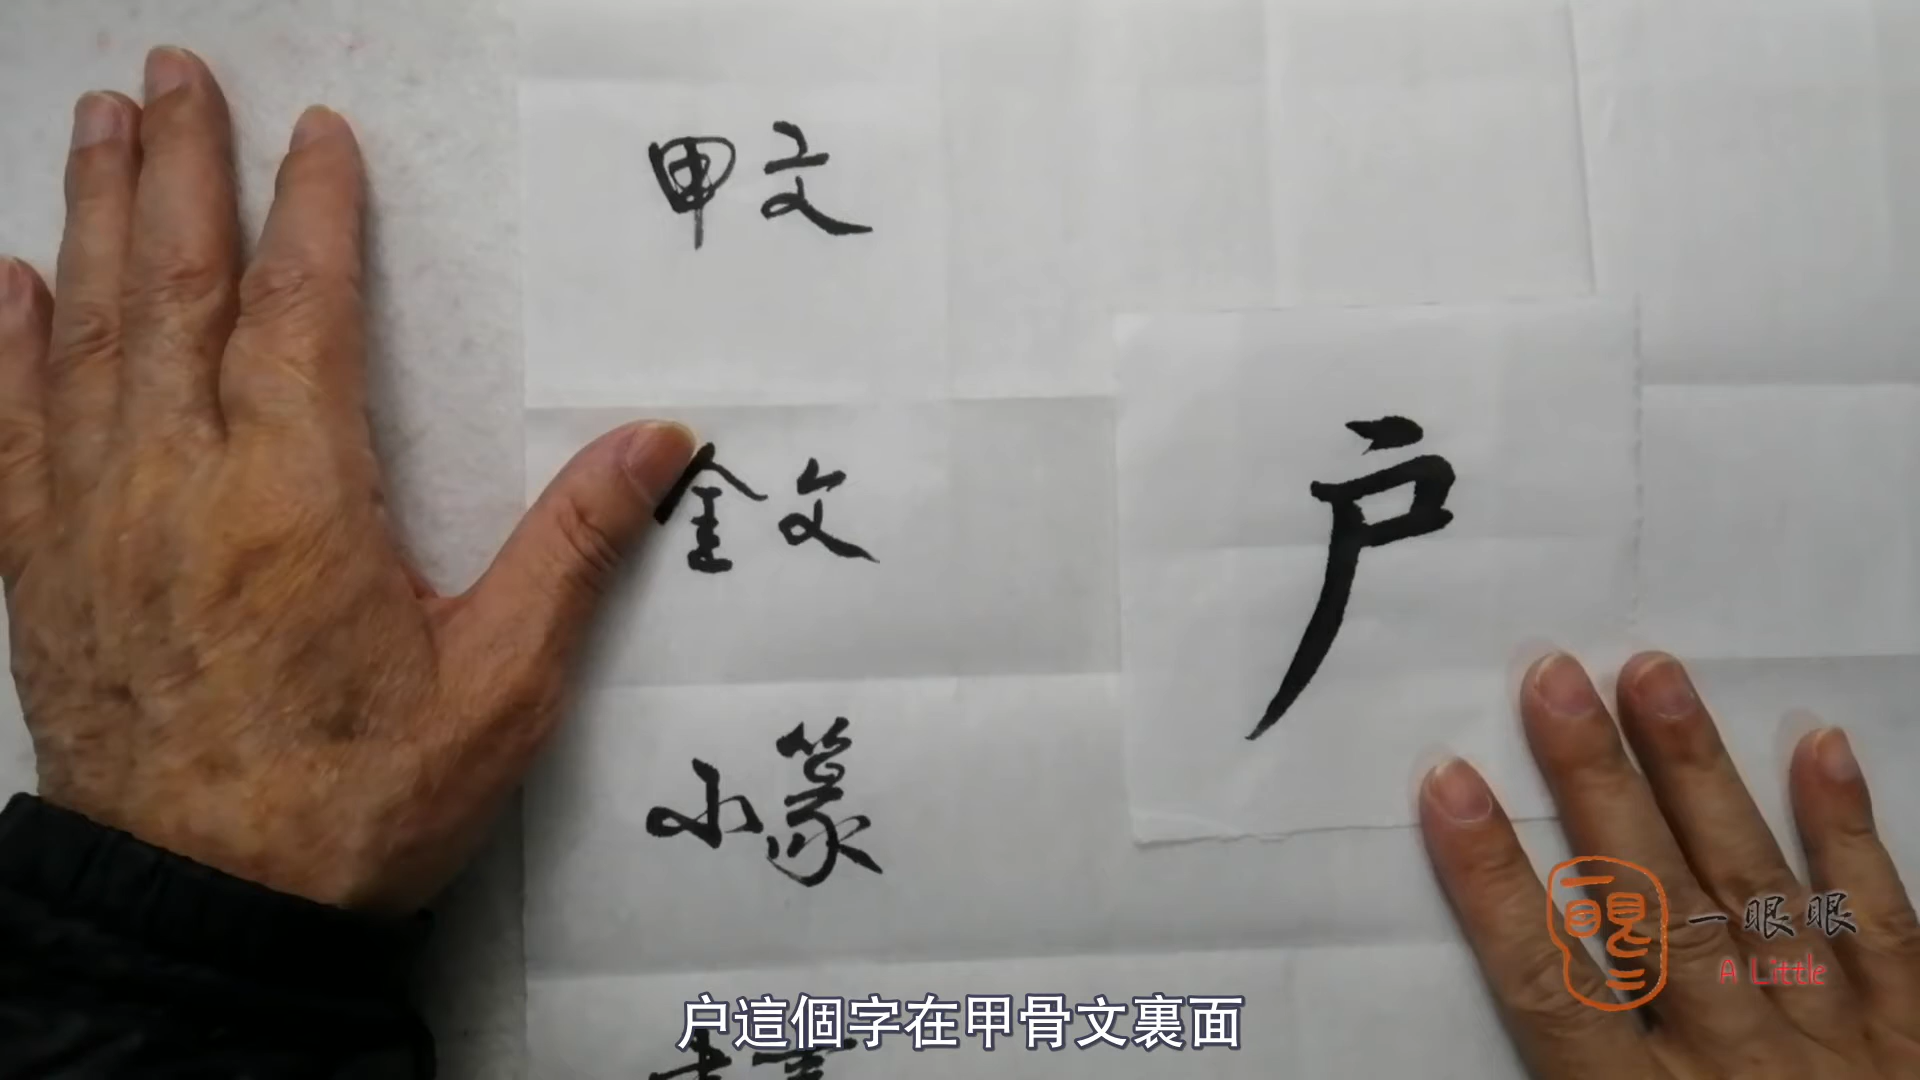 甲文
金文
户
小篆
一眼眼
A Little
户這個字在甲骨文裏面